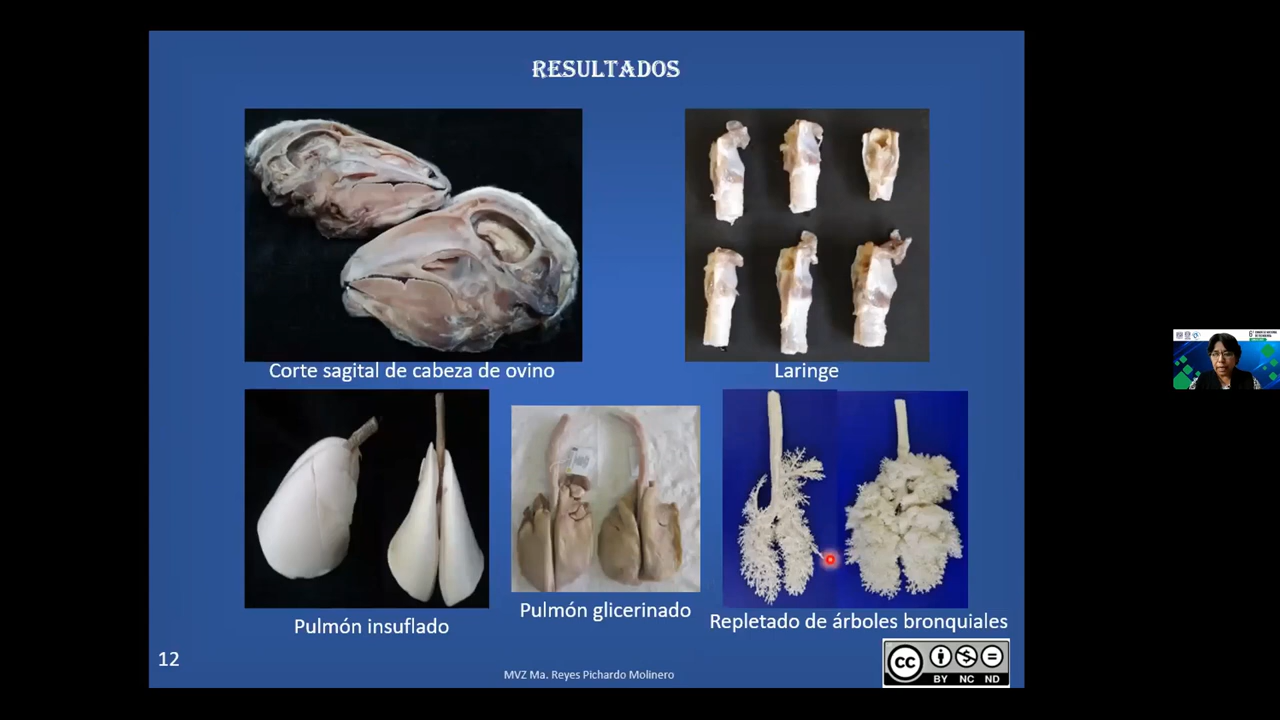 RESULTADOS
Corte sagital de cabeza de ovino
Laringe
Pulmón insuflado
Pulmón glicerinado
Repletado de árboles bronquiales
12
MVZ Ma. Reyes Pichardo Molinero
cc
BY NC ND